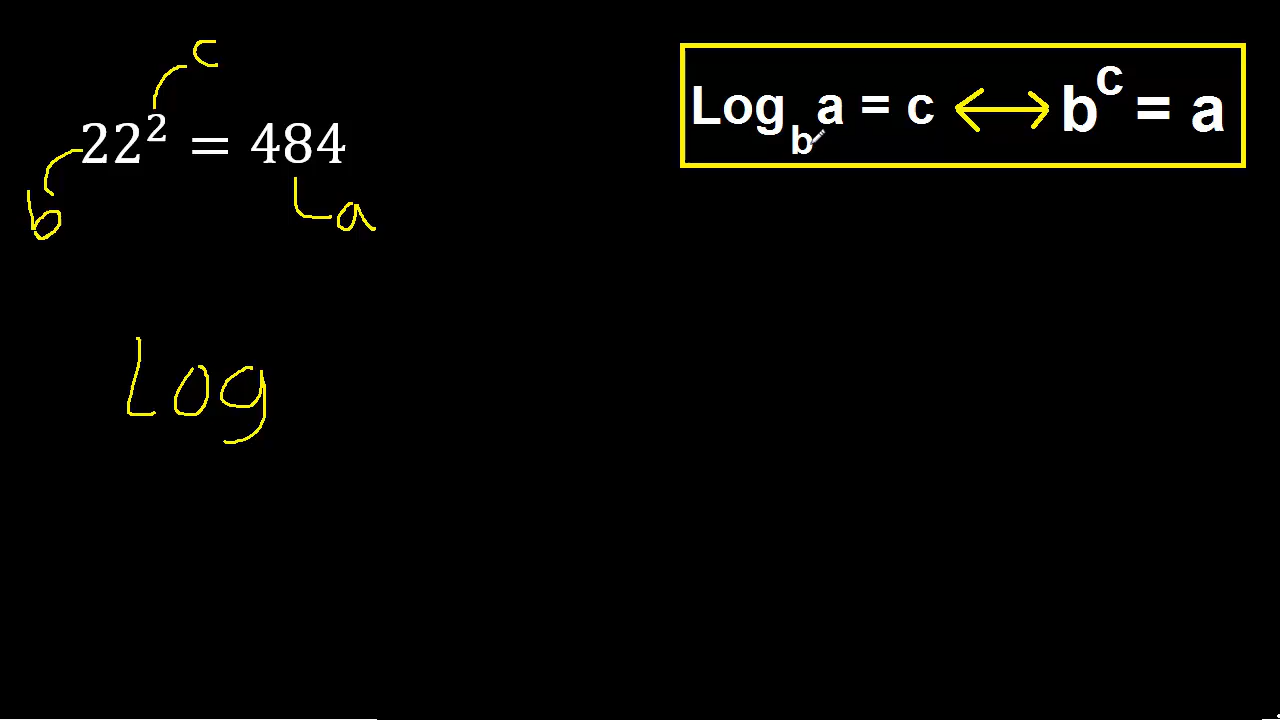 c
22² = 484
b
a
Log_b a = c ↔ b^c = a
Log